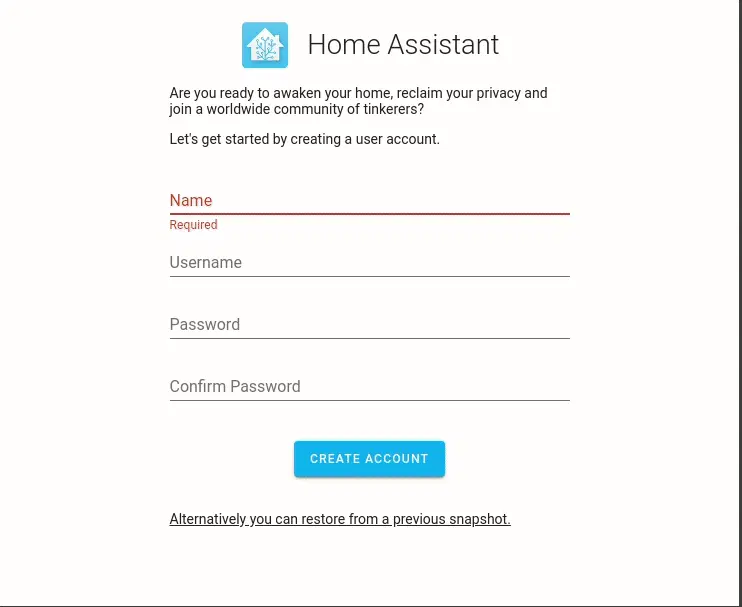 Home Assistant
Are you ready to awaken your home, reclaim your privacy and
join a worldwide community of tinkerers?
Let's get started by creating a user account.
Name
Required
Username
Password
Confirm Password
CREATE ACCOUNT
Alternatively you can restore from a previous snapshot.